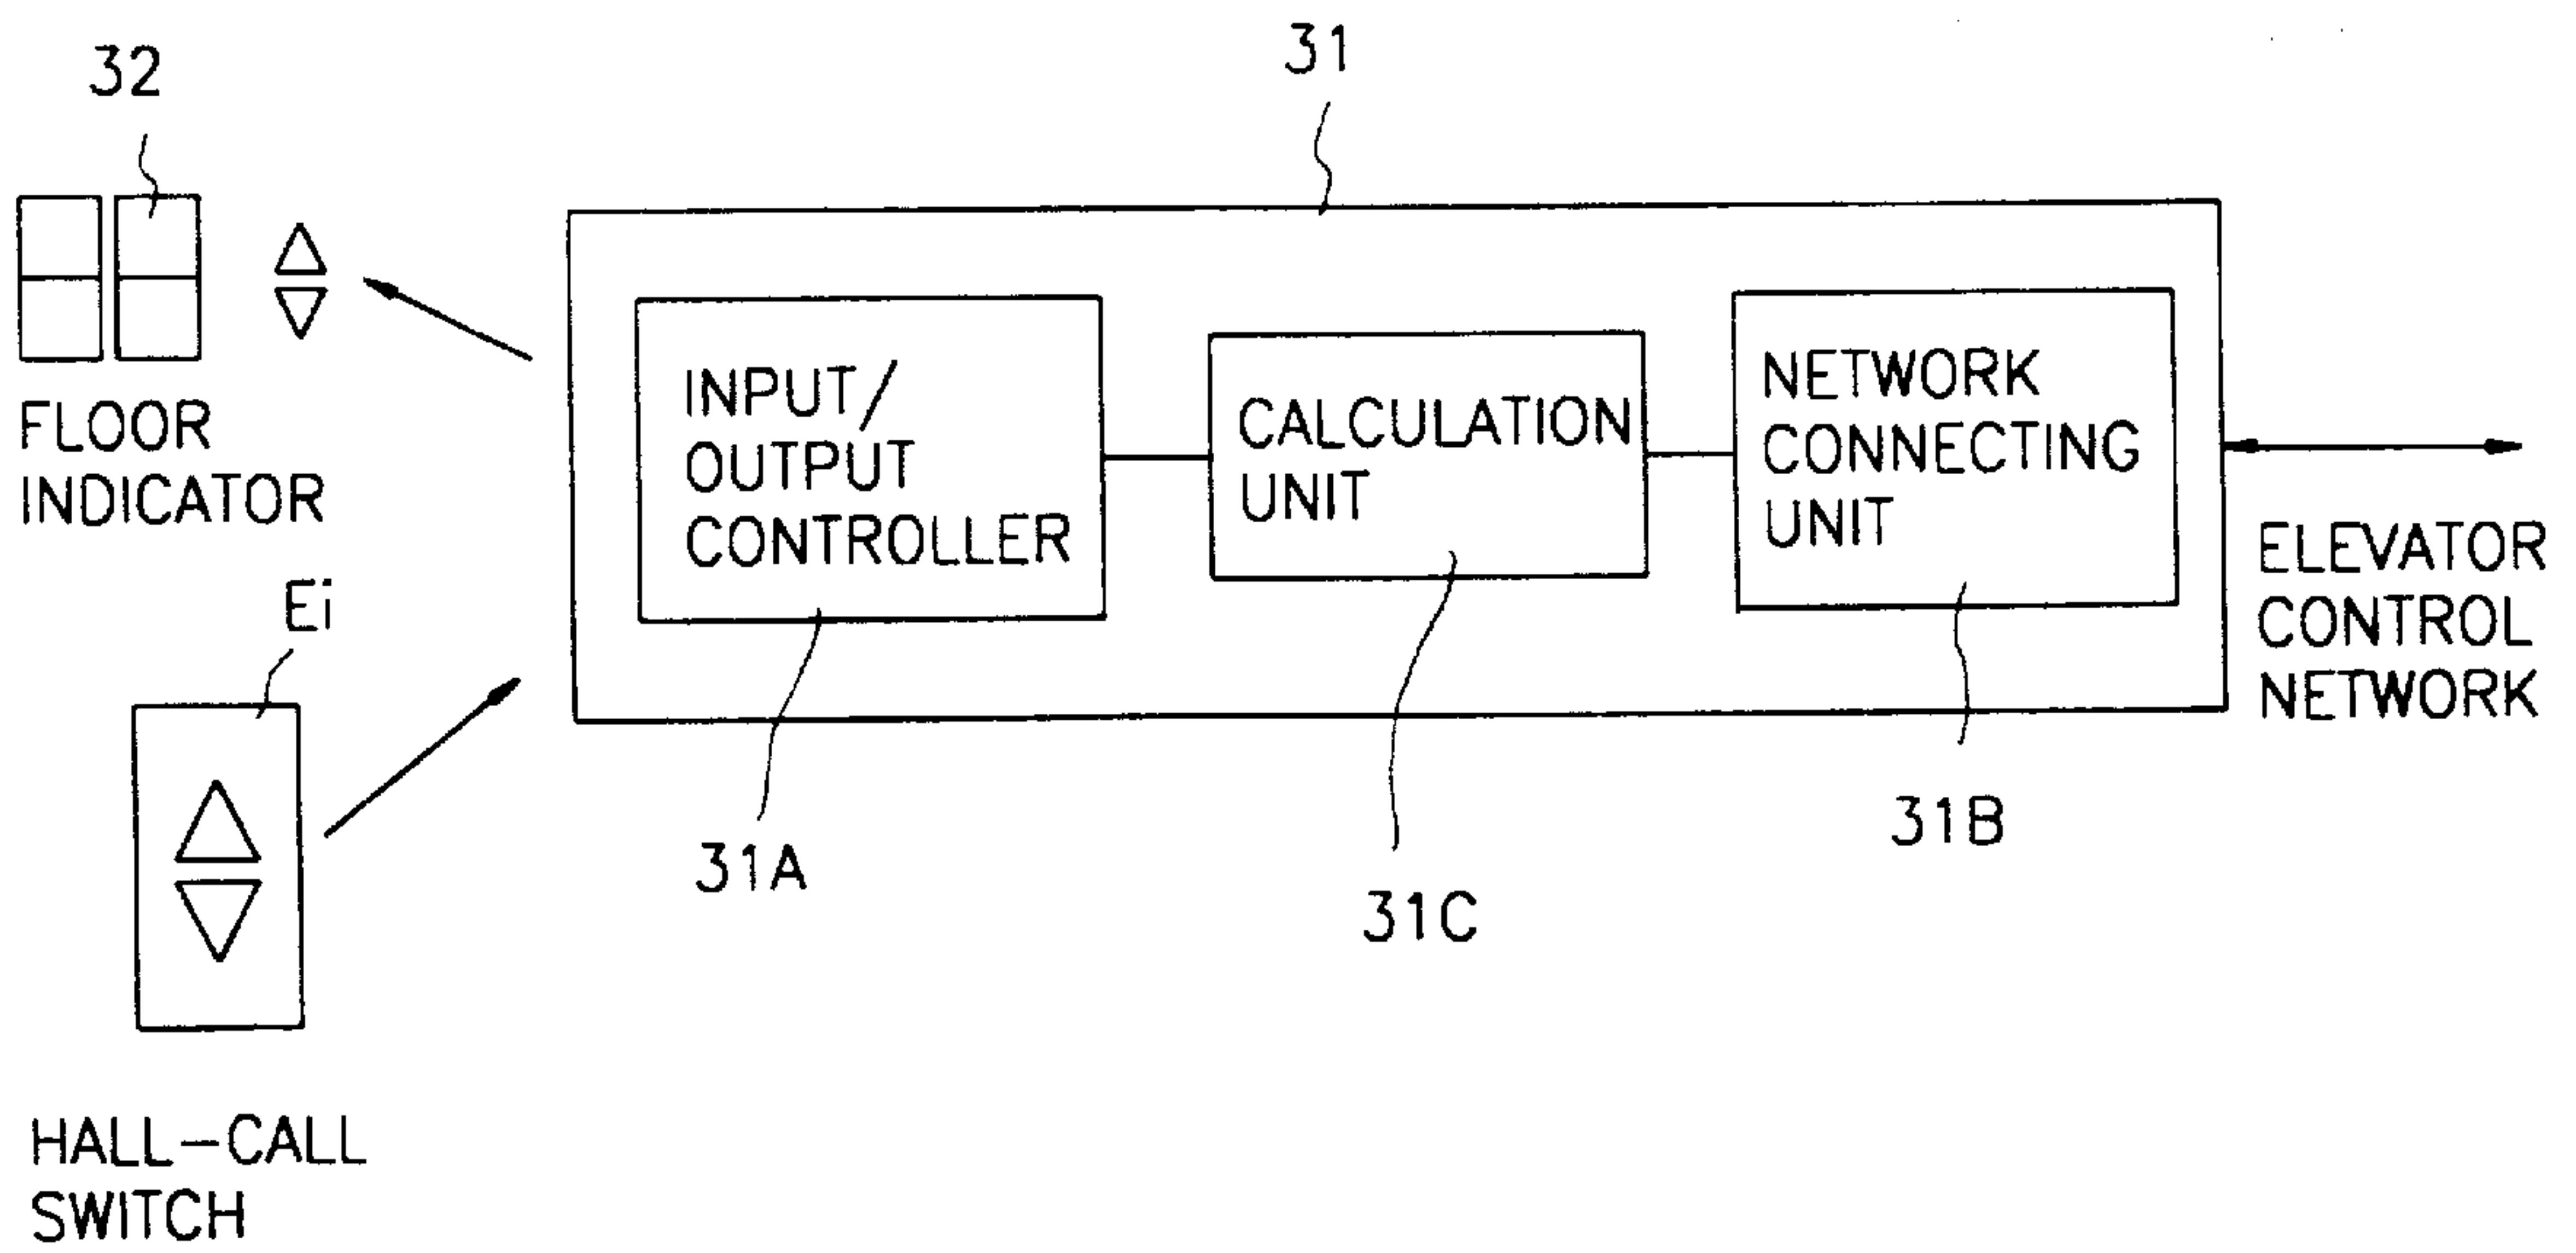 32
31
FLOOR
INDICATOR
INPUT/
OUTPUT
CONTROLLER
CALCULATION
UNIT
NETWORK
CONNECTING
UNIT
ELEVATOR
CONTROL
NETWORK
Ei
31A
31C
31B
HALL-CALL
SWITCH